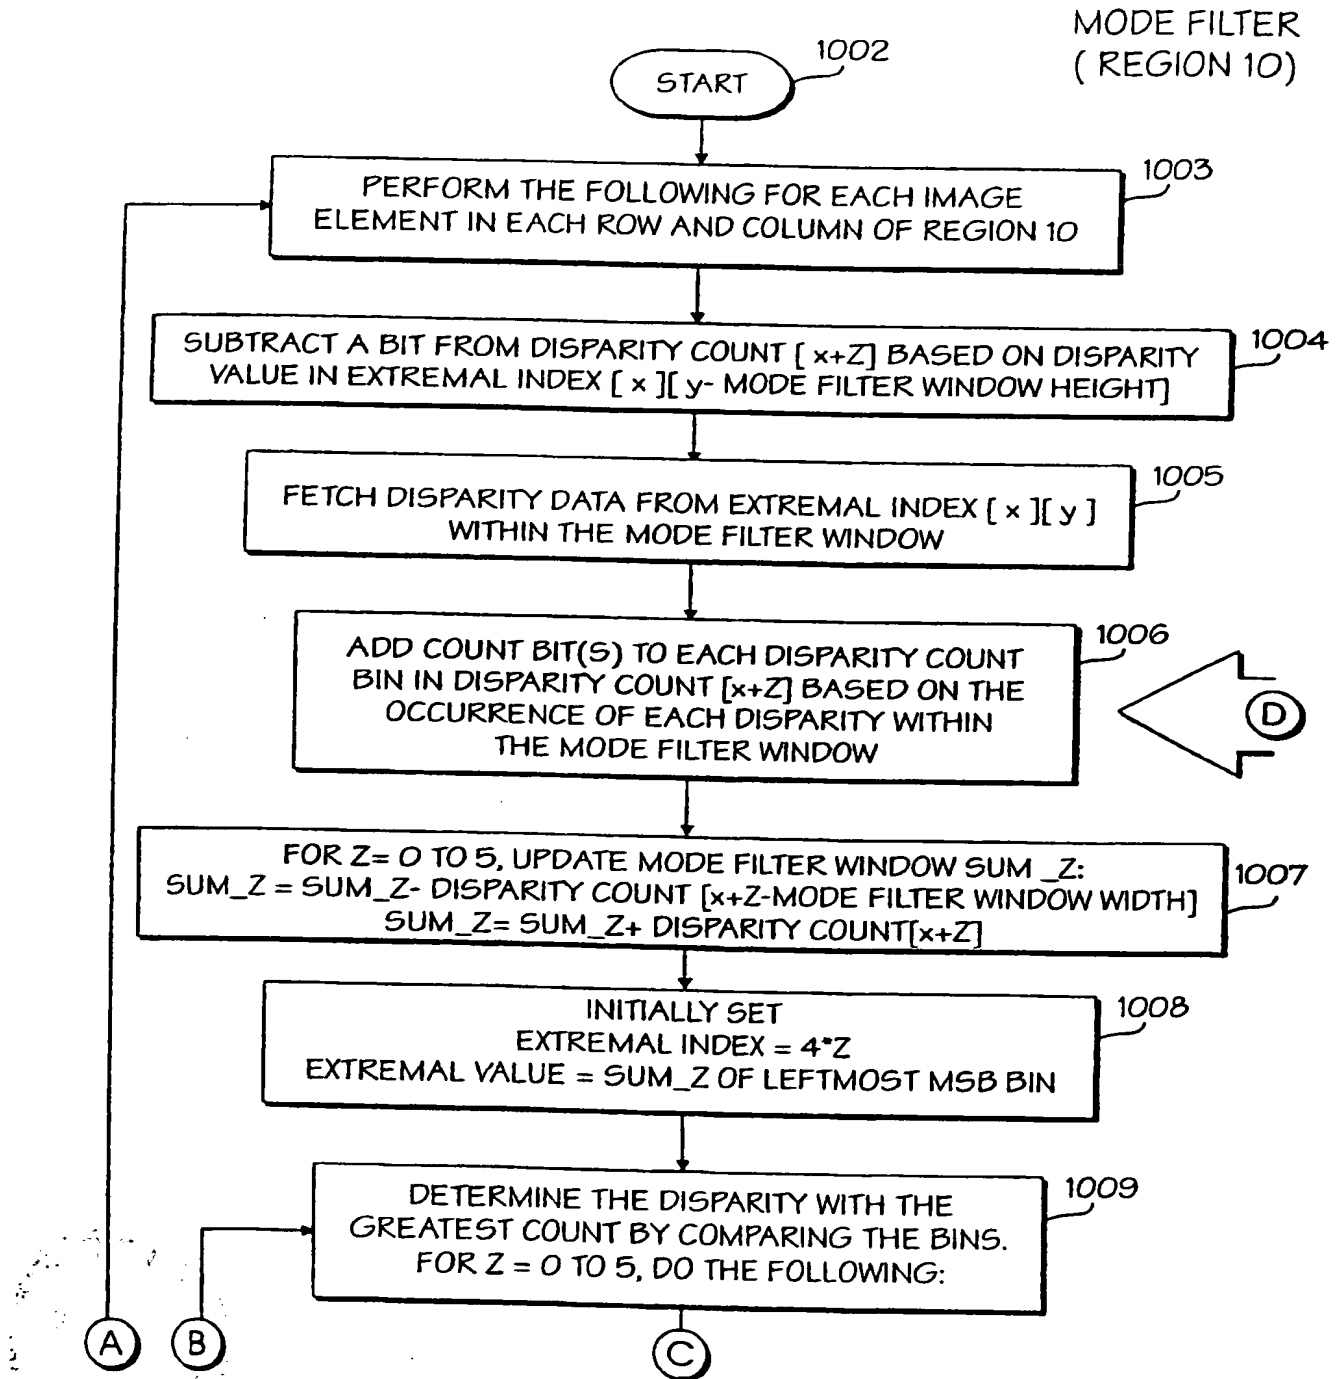 MODE FILTER
( REGION 10)
START
1002
1003
PERFORM THE FOLLOWING FOR EACH IMAGE
ELEMENT IN EACH ROW AND COLUMN OF REGION 10
1004
SUBTRACT A BIT FROM DISPARITY COUNT [ x+Z] BASED ON DISPARITY
VALUE IN EXTREMAL INDEX [ x ][ y- MODE FILTER WINDOW HEIGHT]
1005
FETCH DISPARITY DATA FROM EXTREMAL INDEX [ x ][ y ]
WITHIN THE MODE FILTER WINDOW
1006
ADD COUNT BIT(S) TO EACH DISPARITY COUNT
BIN IN DISPARITY COUNT [x+Z] BASED ON THE
OCCURRENCE OF EACH DISPARITY WITHIN
THE MODE FILTER WINDOW
D
1007
FOR Z= 0 TO 5, UPDATE MODE FILTER WINDOW SUM _Z:
SUM_Z = SUM_Z- DISPARITY COUNT [x+Z-MODE FILTER WINDOW WIDTH]
SUM_Z= SUM_Z+ DISPARITY COUNT[x+Z]
1008
INITIALLY SET
EXTREMAL INDEX = 4*Z
EXTREMAL VALUE = SUM_Z OF LEFTMOST MSB BIN
1009
DETERMINE THE DISPARITY WITH THE
GREATEST COUNT BY COMPARING THE BINS.
FOR Z = 0 TO 5, DO THE FOLLOWING:
A
B
C